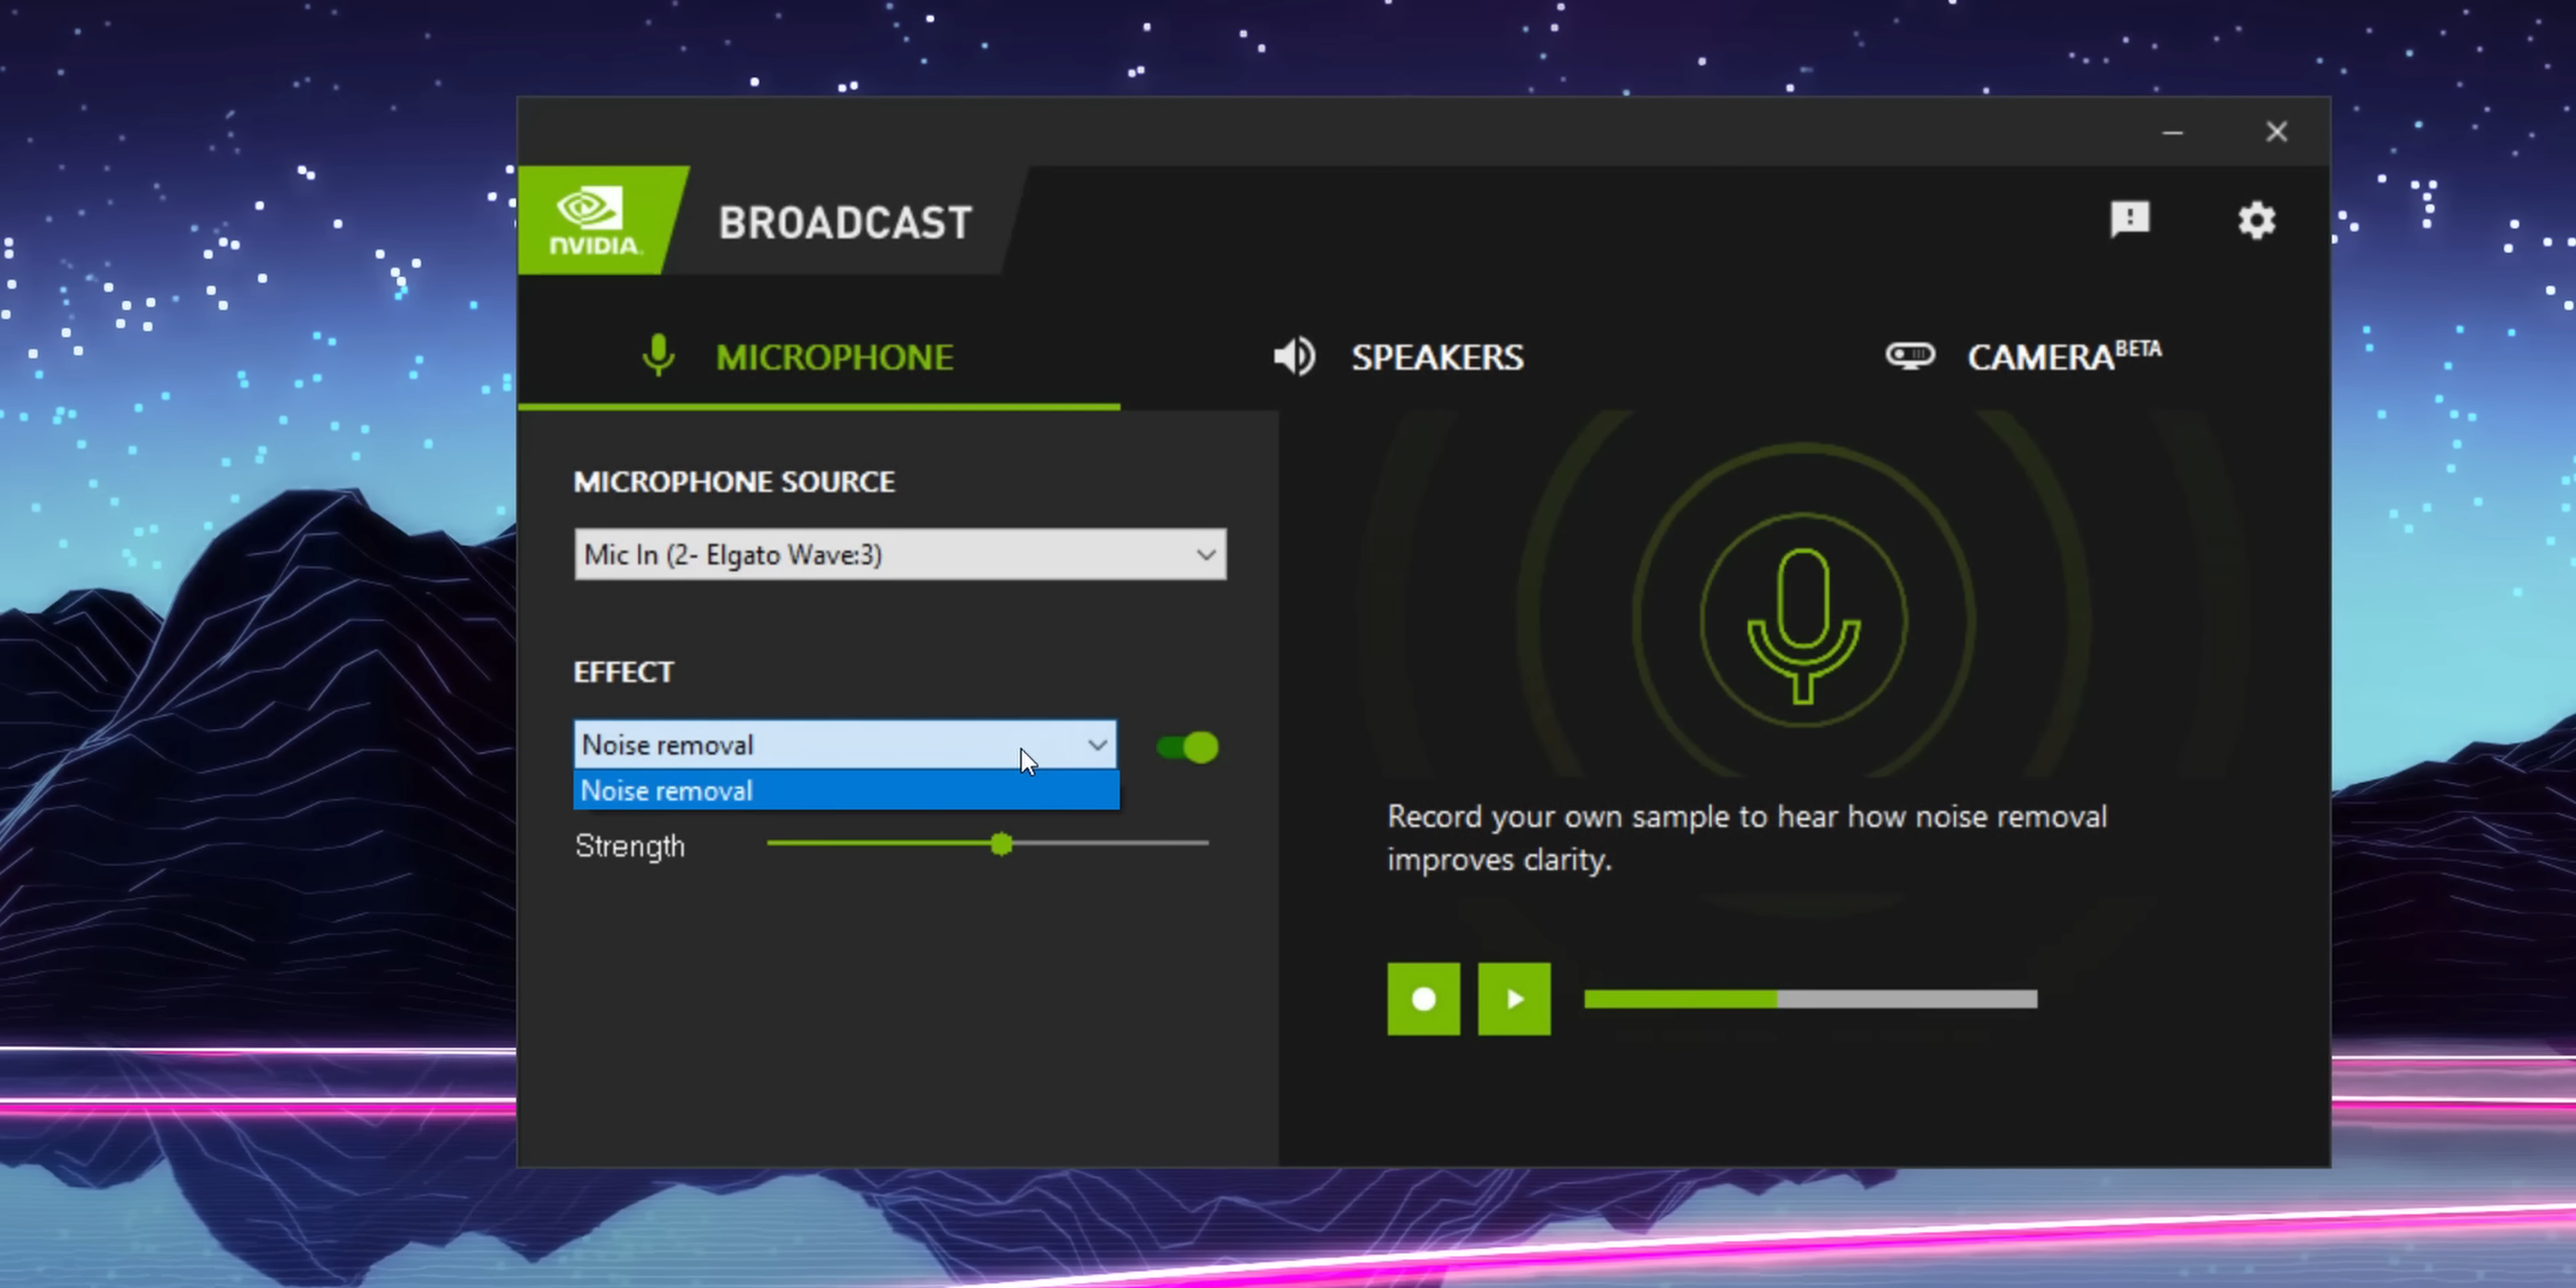 NVIDIA.
BROADCAST
MICROPHONE
SPEAKERS
CAMERABETA
MICROPHONE SOURCE
Mic In (2- Elgato Wave:3)
EFFECT
Noise removal
Noise removal
Strength
Record your own sample to hear how noise removal
improves clarity.